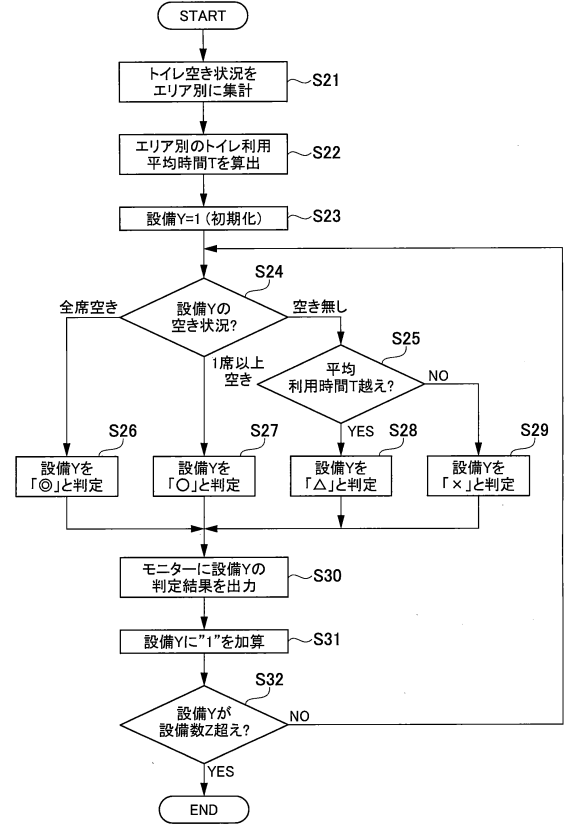 START
トイレ空き状況を
エリア別に集計
S21
エリア別のトイレ利用
平均時間Tを算出
S22
設備Y=1（初期化）
S23
S24
設備Yの
空き状況?
全席空き
空き無し
1席以上
空き
S25
平均
利用時間T越え?
NO
YES
S26
設備Yを
「◎」と判定
S27
設備Yを
「○」と判定
S28
設備Yを
「△」と判定
S29
設備Yを
「×」と判定
モニターに設備Yの
判定結果を出力
S30
設備Yに”1”を加算
S31
S32
設備Yが
設備数Z超え?
NO
YES
END